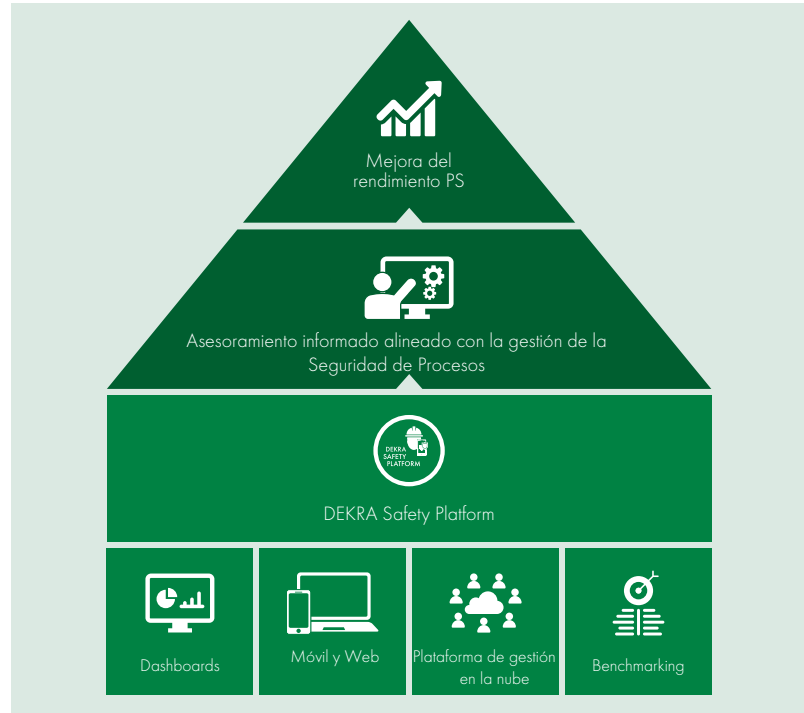 Mejora del
rendimiento PS
Asesoramiento informado alineado con la gestión de la
Seguridad de Procesos
DEKRA
SAFETY
PLATFORM
DEKRA Safety Platform
Dashboards
Móvil y Web
Plataforma de gestión
en la nube
Benchmarking